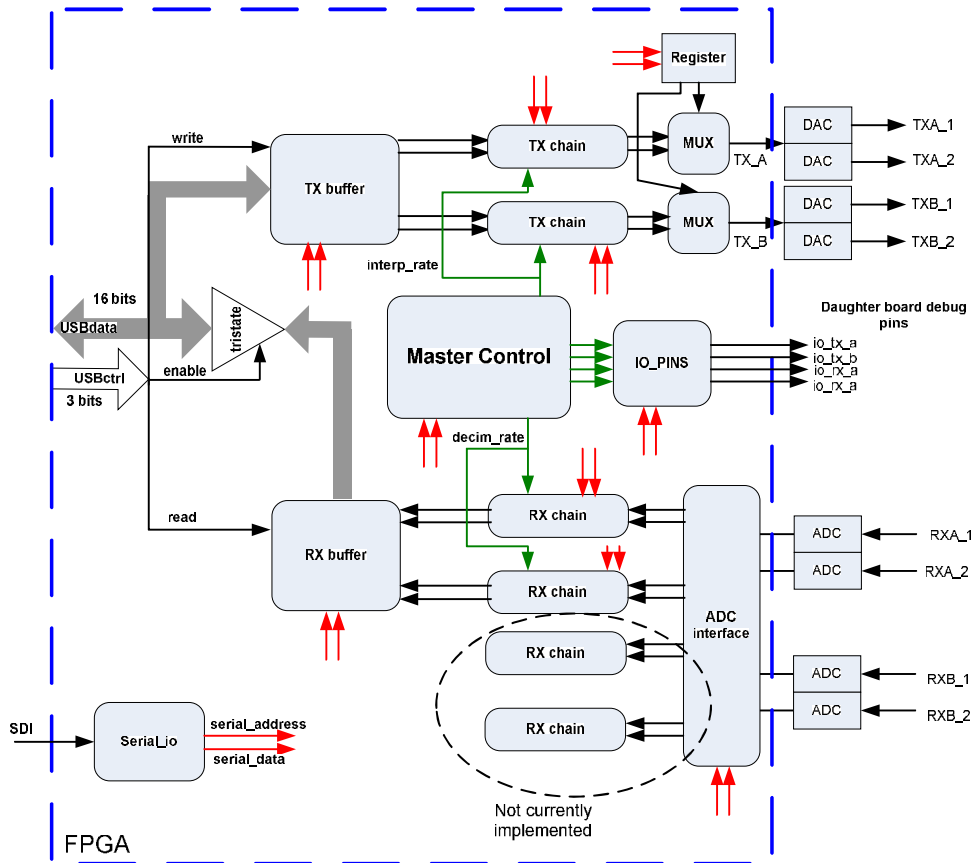 Register
write
TX buffer
TX chain
MUX
TX_A
DAC
DAC
TXA_1
TXA_2
TX chain
MUX
TX_B
DAC
DAC
TXB_1
TXB_2
interp_rate
16 bits
USBdata
tristate
USBctrl
3 bits
enable
Master Control
IO_PINS
Daughter board debug
pins
io_tx_a
io_tx_b
io_rx_a
io_rx_a
decim_rate
read
RX buffer
RX chain
RX chain
RX chain
RX chain
ADC
interface
ADC
ADC
RXA_1
RXA_2
ADC
ADC
RXB_1
RXB_2
SDI
Serial_io
serial_address
serial_data
Not currently
implemented
FPGA